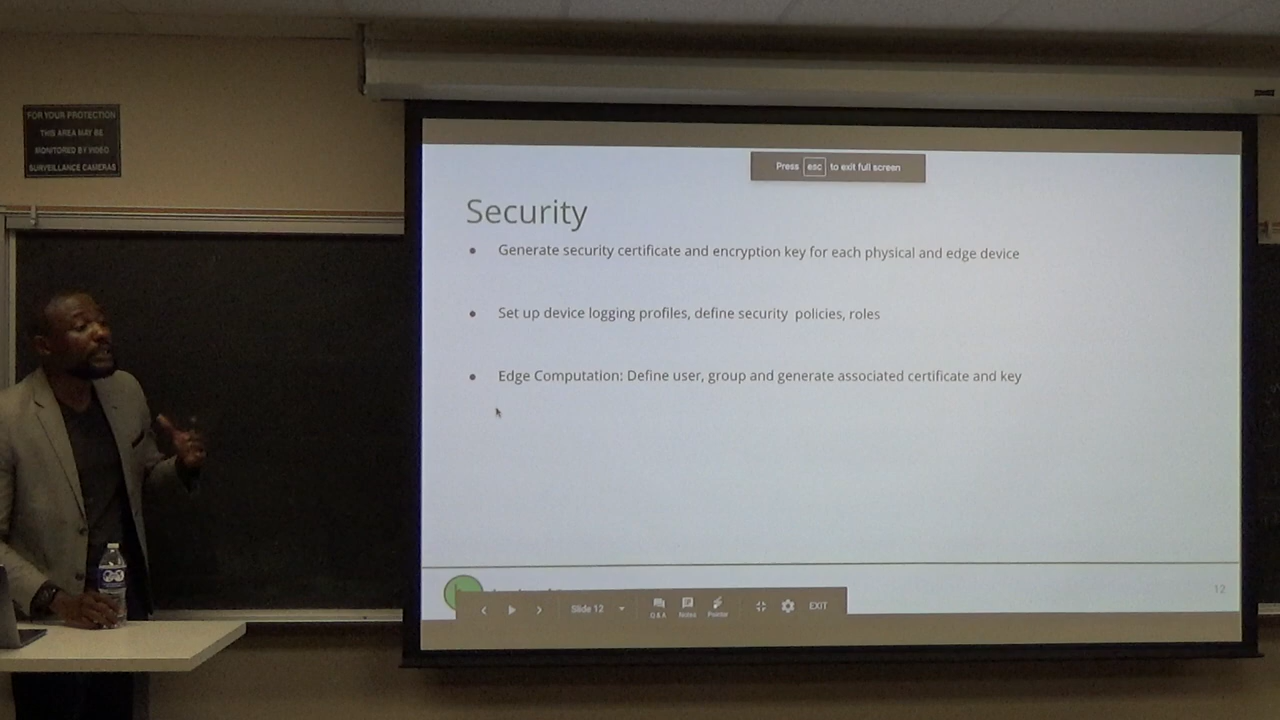 FOR YOUR PROTECTION
THIS AREA MAY BE
MONITORED BY VIDEO
SURVEILLANCE CAMERAS
Press esc to exit full screen
Security
• Generate security certificate and encryption key for each physical and edge device
• Set up device logging profiles, define security policies, roles
• Edge Computation: Define user, group and generate associated certificate and key
12
Slide 12
Q & A Notes Pointer
EXIT